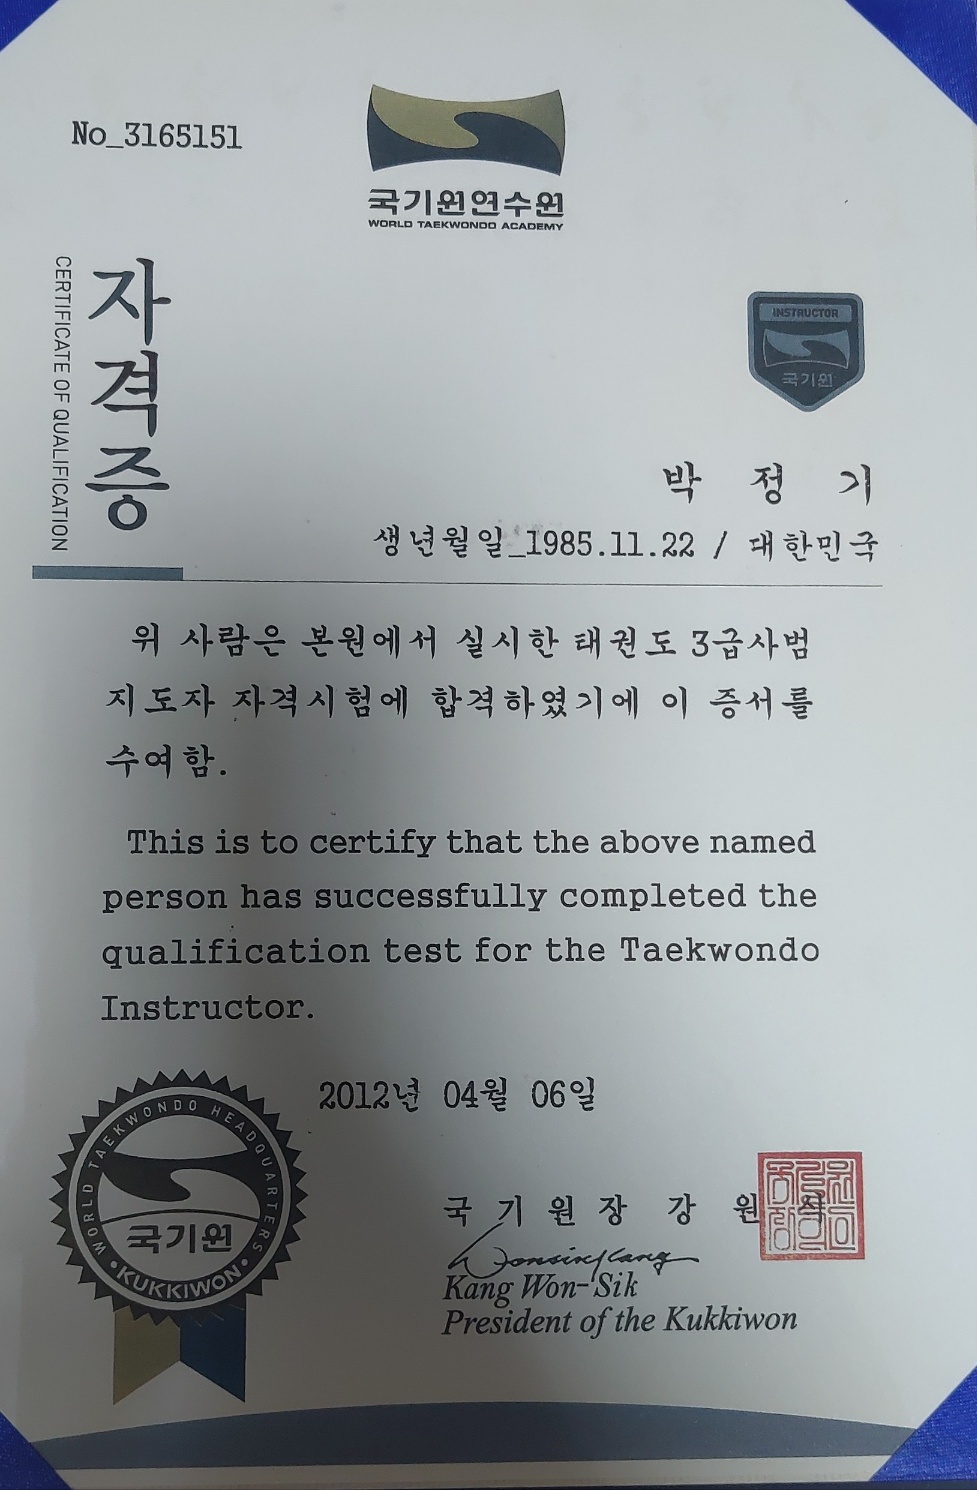 No_3165151
국기원연수원
WORLD TAEKWONDO ACADEMY
자격증
CERTIFICATE OF QUALIFICATION
INSTRUCTOR
국기원
박 정 기
생년월일_1985.11.22 / 대한민국
위 사람은 본원에서 실시한 태권도 3급사범
지도자 자격시험에 합격하였기에 이 증서를
수여함.
This is to certify that the above named
person has successfully completed the
qualification test for the Taekwondo
Instructor.
2012년 04월 06일
국 기 원 장 강 원 식
Kang Won-Sik
President of the Kukkiwon
WORLD TAEKWONDO HEADQUARTERS
국기원
•KUKKIWON•